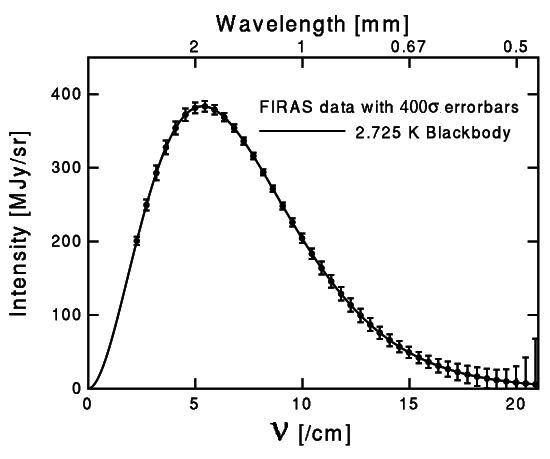 Wavelength [mm]
2 1 0.67 0.5
400
FIRAS data with 400σ errorbars
2.725 K Blackbody
300
200
100
0
Intensity [MJy/sr]
0 5 10 15 20
ν [/cm]